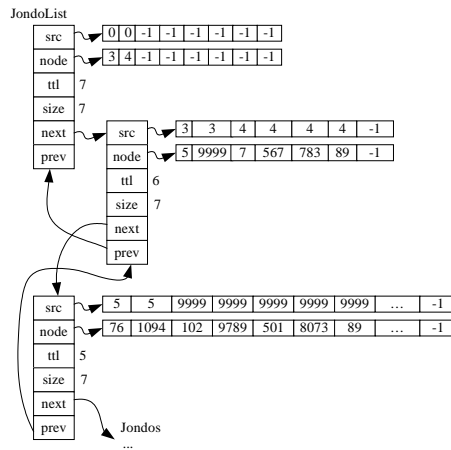 JondoList
src 0 0 -1 -1 -1 -1 -1
node 3 4 -1 -1 -1 -1 -1
ttl 7
size 7
next
prev
src 3 3 4 4 4 4 -1
node 5 9999 7 567 783 89 -1
ttl 6
size 7
next
prev
src 5 5 9999 9999 9999 9999 9999 ... -1
node 76 1094 102 9789 501 8073 89 ... -1
ttl 5
size 7
next
prev
Jondos
...